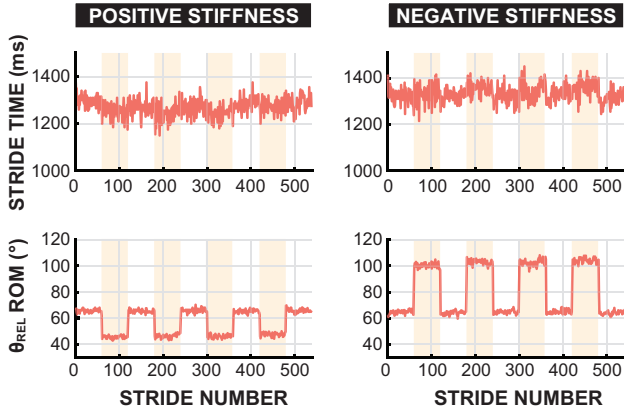 POSITIVE STIFFNESS
NEGATIVE STIFFNESS
STRIDE TIME (ms)
1400
1200
1000
0 100 200 300 400 500
1400
1200
1000
0 100 200 300 400 500
θREL ROM (°)
120
100
80
60
40
0 100 200 300 400 500
STRIDE NUMBER
120
100
80
60
40
0 100 200 300 400 500
STRIDE NUMBER